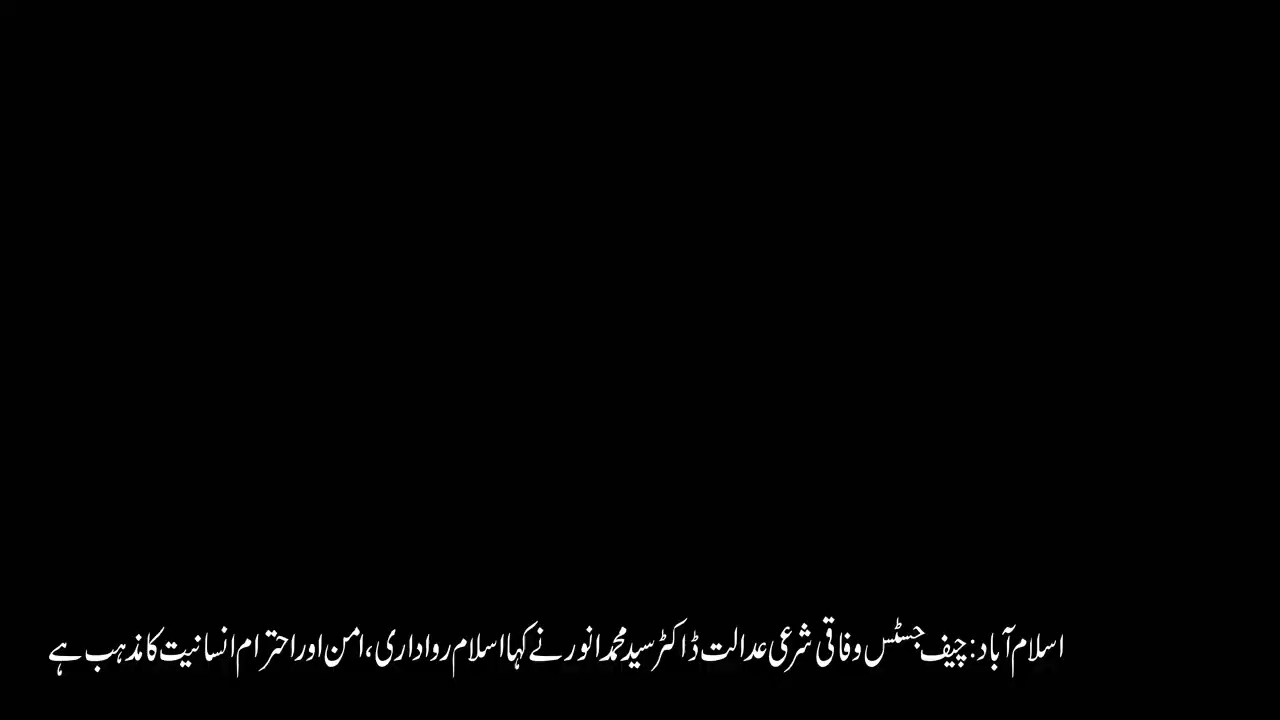 اسلام آباد: چیف جسٹس وفاقی شرعی عدالت ڈاکٹر سید محمد انور نے کہا اسلام رواداری، امن اور احترام انسانیت کا مذہب ہے